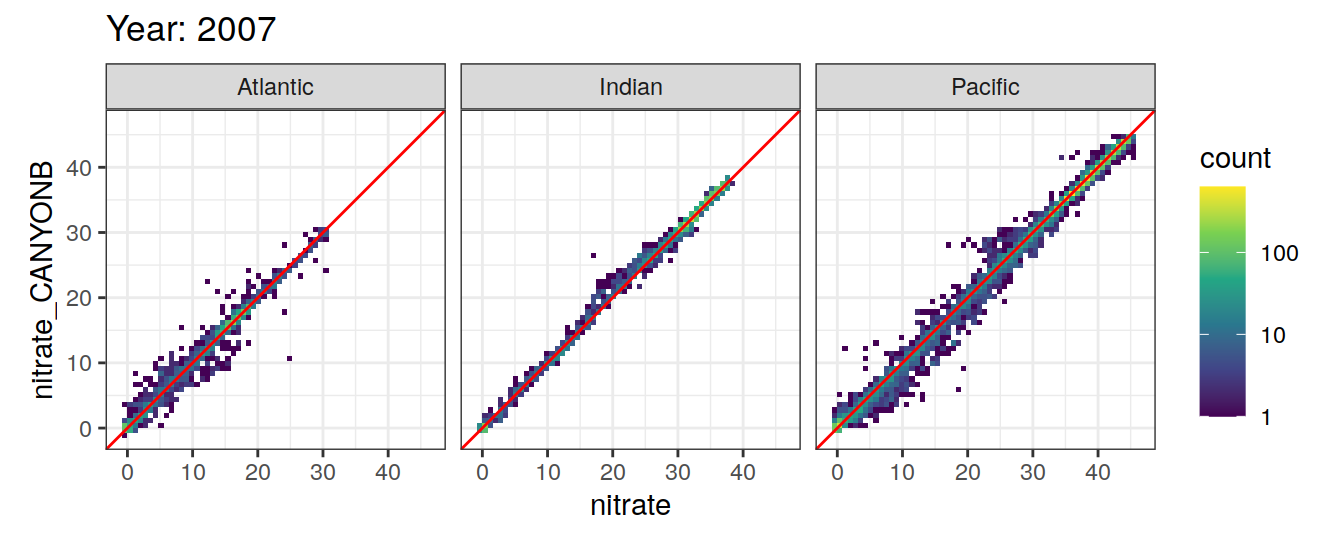 Year: 2007
Atlantic
Indian
Pacific
nitrate_CANYONB
40
30
20
10
0
0 10 20 30 40
0 10 20 30 40
0 10 20 30 40
nitrate
count
100
10
1